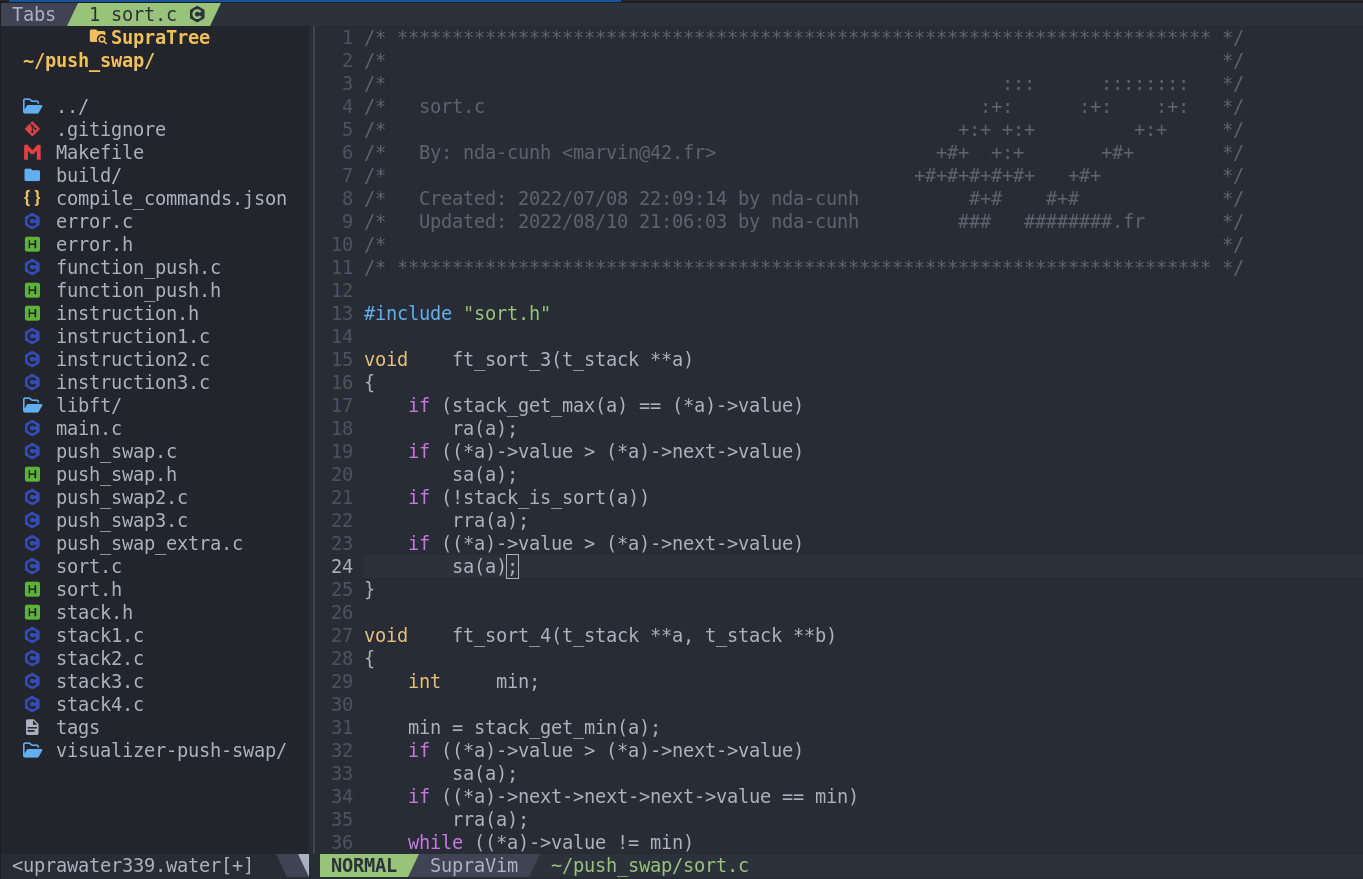 Tabs 1 sort.c
SupraTree
~/push_swap/
../
.gitignore
Makefile
build/
compile_commands.json
error.c
error.h
function_push.c
function_push.h
instruction.h
instruction1.c
instruction2.c
instruction3.c
libft/
main.c
push_swap.c
push_swap.h
push_swap2.c
push_swap3.c
push_swap_extra.c
sort.c
sort.h
stack.h
stack1.c
stack2.c
stack3.c
stack4.c
tags
visualizer-push-swap/
<uprawater339.water[+]
1 /* ************************************************************************** */
2 /*                                                                            */
3 /*                                                        :::      ::::::::   */
4 /*   sort.c                                             :+:      :+:    :+:   */
5 /*                                                    +:+ +:+         +:+     */
6 /*   By: nda-cunh <marvin@42.fr>                    +#+  +:+       +#+        */
7 /*                                                +#+#+#+#+#+   +#+           */
8 /*   Created: 2022/07/08 22:09:14 by nda-cunh          #+#    #+#             */
9 /*   Updated: 2022/08/10 21:06:03 by nda-cunh         ###   ########.fr       */
10 /*                                                                            */
11 /* ************************************************************************** */
12
13 #include "sort.h"
14
15 void    ft_sort_3(t_stack **a)
16 {
17     if (stack_get_max(a) == (*a)->value)
18         ra(a);
19     if ((*a)->value > (*a)->next->value)
20         sa(a);
21     if (!stack_is_sort(a))
22         rra(a);
23     if ((*a)->value > (*a)->next->value)
24         sa(a);
25 }
26
27 void    ft_sort_4(t_stack **a, t_stack **b)
28 {
29     int     min;
30
31     min = stack_get_min(a);
32     if ((*a)->value > (*a)->next->value)
33         sa(a);
34     if ((*a)->next->next->next->value == min)
35         rra(a);
36     while ((*a)->value != min)
NORMAL SupraVim ~/push_swap/sort.c